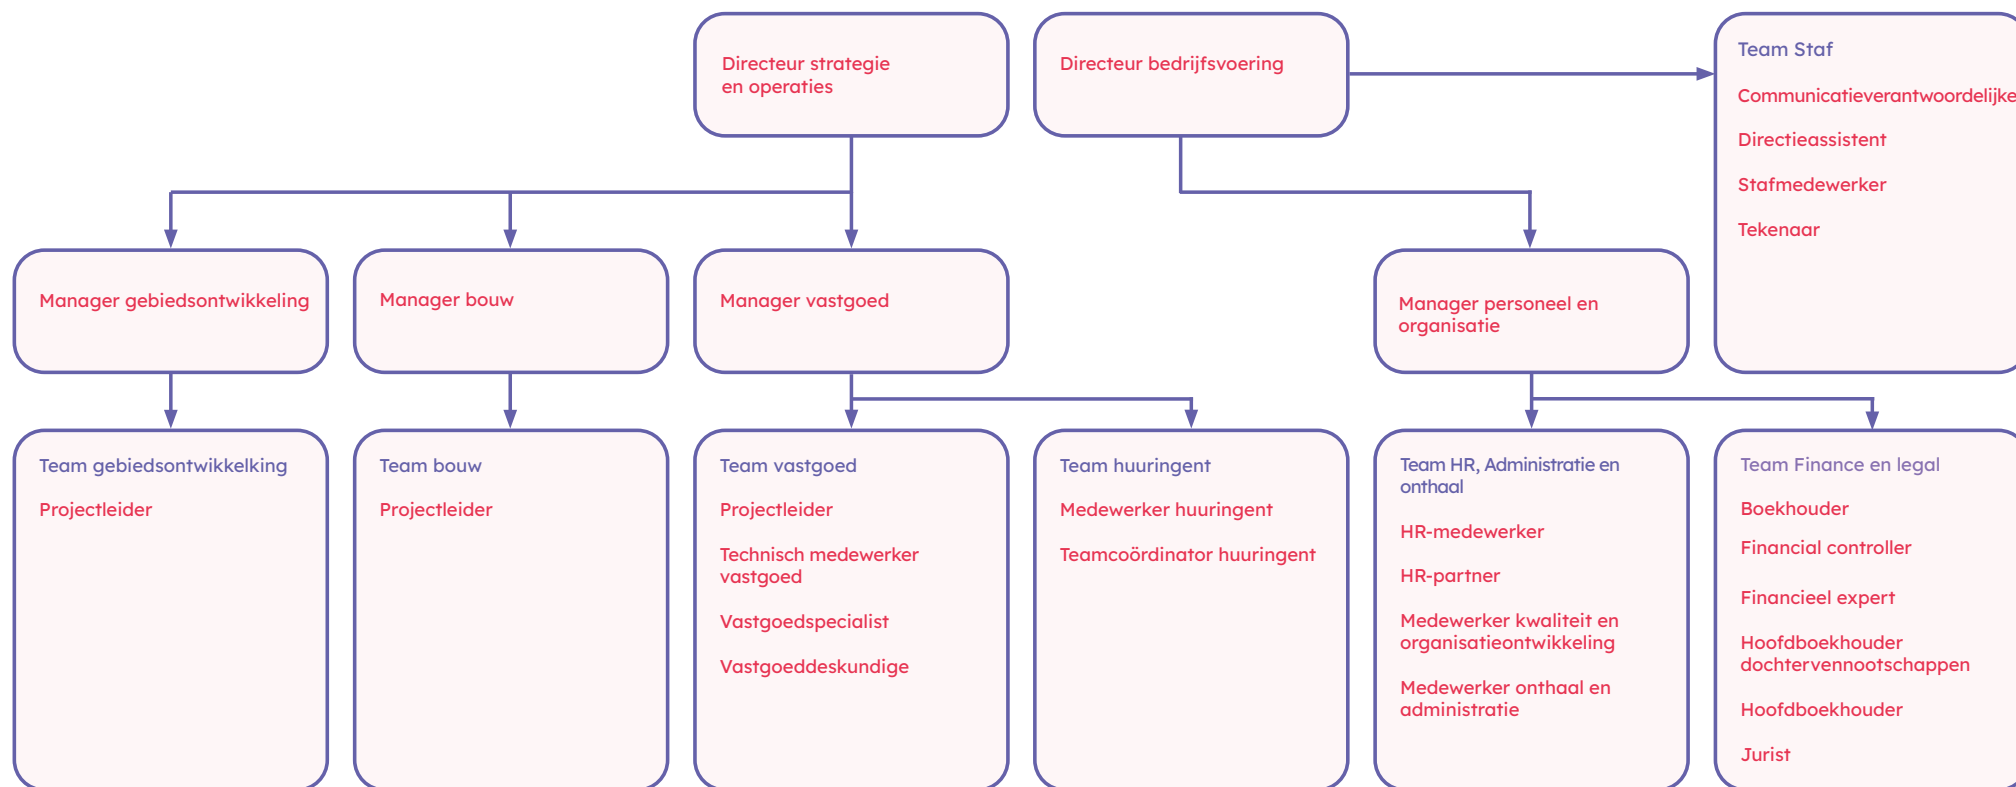 Directeur strategie
en operaties
Directeur bedrijfsvoering
Team Staf
Communicatieverantwoordelijke
Directieassistent
Stafmedewerker
Tekenaar
Manager gebiedsontwikkeling
Manager bouw
Manager vastgoed
Manager personeel en
organisatie
Team gebiedsontwikkelking
Projectleider
Team bouw
Projectleider
Team vastgoed
Projectleider
Technisch medewerker
vastgoed
Vastgoedspecialist
Vastgoeddeskundige
Team huuringent
Medewerker huuringent
Teamcoördinator huuringent
Team HR, Administratie en
onthaal
HR-medewerker
HR-partner
Medewerker kwaliteit en
organisatieontwikkeling
Medewerker onthaal en
administratie
Team Finance en legal
Boekhouder
Financial controller
Financieel expert
Hoofdboekhouder
dochtervennootschappen
Hoofdboekhouder
Jurist